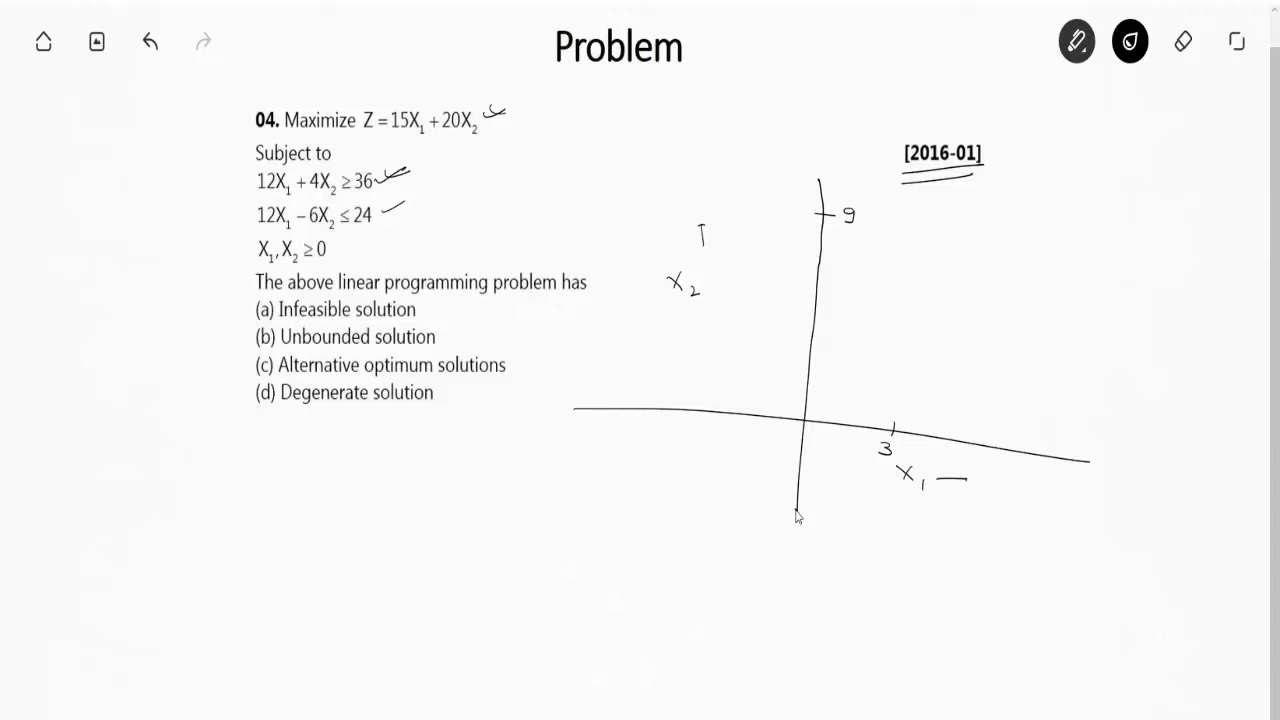 Problem
04. Maximize Z = 15X₁ + 20X₂
Subject to
12X₁ + 4X₂ ≥ 36
12X₁ − 6X₂ ≤ 24
X₁, X₂ ≥ 0
The above linear programming problem has
(a) Infeasible solution
(b) Unbounded solution
(c) Alternative optimum solutions
(d) Degenerate solution
[2016-01]
9
X₂
3
X₁